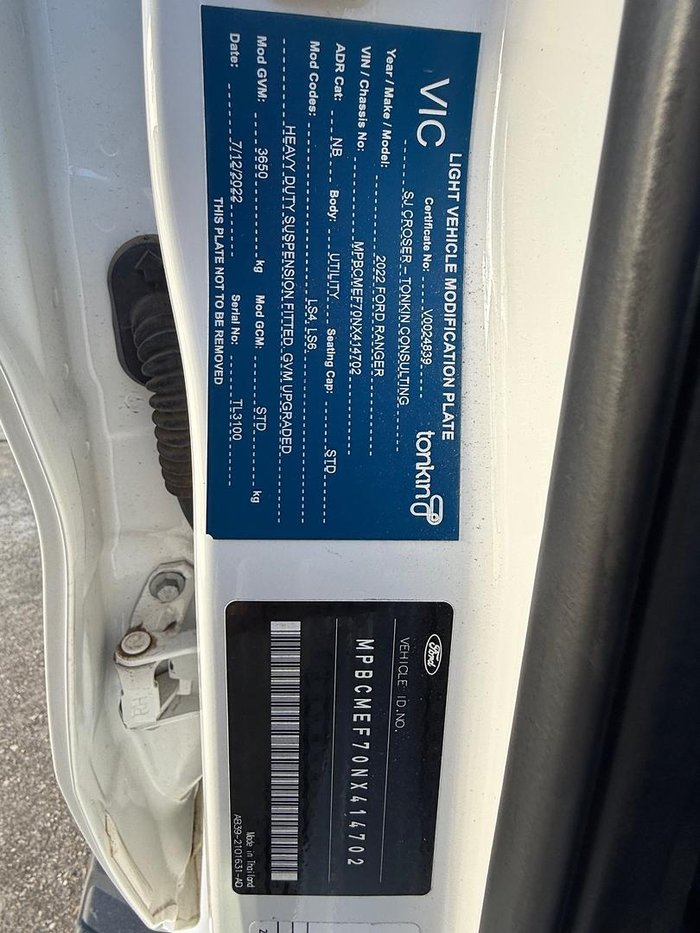 LIGHT VEHICLE MODIFICATION PLATE
VIC
Certificate No: V0024839
tonkin
SJ CROSER – TONKIN CONSULTING
Year / Make / Model: 2022 FORD RANGER
VIN / Chassis No: MPBCMEF70NX414702
ADR Cat: NB Body: UTILITY Seating Cap: STD
Mod Codes: LS4, LS6
HEAVY DUTY SUSPENSION FITTED, GVM UPGRADED
Mod GVM: 3650 kg Mod GCM: STD kg
Date: 7/12/2022 Serial No: TL3100
THIS PLATE NOT TO BE REMOVED
Ford
VEHICLE ID.NO.
MPBCMEF70NX414702
Made in Thailand
AB39-2101631-AD